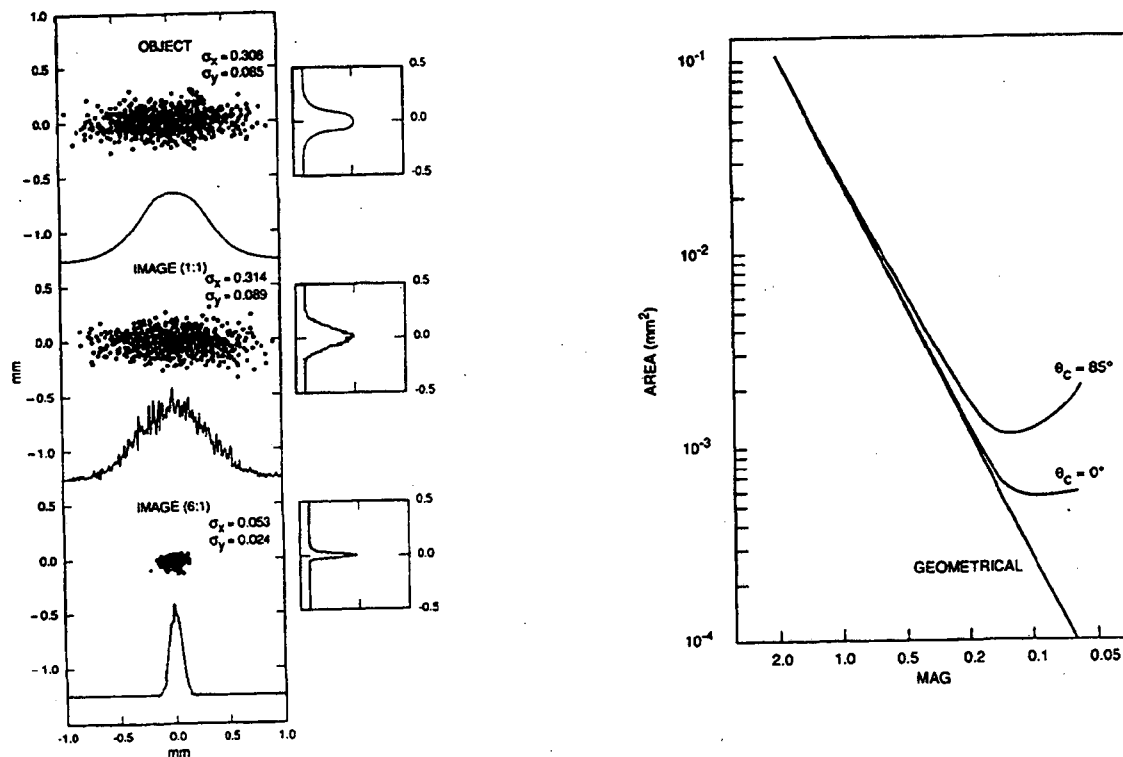 1.0
OBJECT
σx = 0.308
σy = 0.085
0.5
0.0
−0.5
−1.0
0.5
0.0
-0.5
IMAGE (1:1)
σx = 0.314
σy = 0.089
0.5
0.0
−0.5
−1.0
0.5
0.0
-0.5
mm
IMAGE (6:1)
σx = 0.053
σy = 0.024
0.5
0.0
−0.5
−1.0
0.5
0.0
-0.5
-1.0 -0.5 0.0 0.5 1.0
mm
10⁻¹
10⁻²
10⁻³
10⁻⁴
AREA (mm²)
θc = 85°
θc = 0°
GEOMETRICAL
2.0 1.0 0.5 0.2 0.1 0.05
MAG